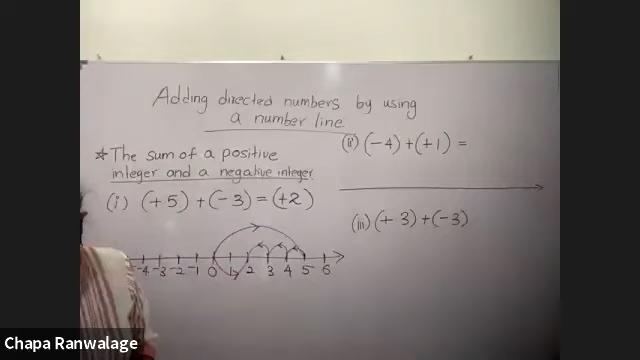 Adding directed numbers by using
a number line
☆ The sum of a positive
integer and a negative integer
(i) (+5) + (-3) = (+2)
-4 -3 -2 -1 0 1 2 3 4 5 6
(ii) (-4) + (+1) =
(iii) (+3) + (-3)
Chapa Ranwalage